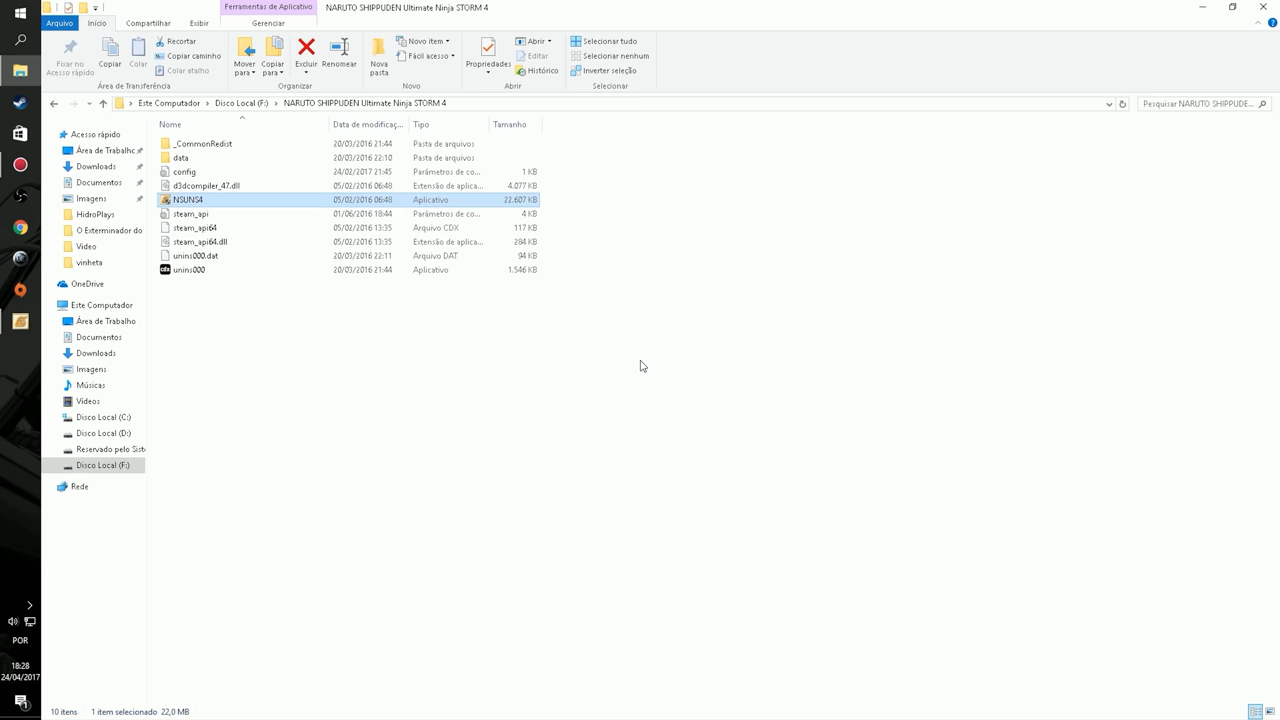 Ferramentas de Aplicativo
NARUTO SHIPPUDEN Ultimate Ninja STORM 4
Arquivo
Início
Compartilhar
Exibir
Gerenciar
Fixar no
Acesso rápido
Copiar
Colar
Recortar
Copiar caminho
Colar atalho
Área de Transferência
Mover
para
Copiar
para
Excluir
Renomear
Organizar
Nova
pasta
Novo item
Fácil acesso
Novo
Propriedades
Abrir
Editar
Histórico
Abrir
Selecionar tudo
Selecionar nenhum
Inverter seleção
Selecionar
Este Computador > Disco Local (F:) > NARUTO SHIPPUDEN Ultimate Ninja STORM 4
Pesquisar NARUTO SHIPPUDE...
Nome Data de modificaç... Tipo Tamanho
_CommonRedist 20/03/2016 21:44 Pasta de arquivos
data 20/03/2016 22:10 Pasta de arquivos
config 24/02/2017 21:45 Parâmetros de co... 1 KB
d3dcompiler_47.dll 05/02/2016 06:48 Extensão de aplica... 4.077 KB
NSUNS4 05/02/2016 06:48 Aplicativo 22.607 KB
steam_api 01/06/2016 18:44 Parâmetros de co... 4 KB
steam_api64 05/02/2016 13:35 Arquivo CDX 117 KB
steam_api64.dll 05/02/2016 13:35 Extensão de aplica... 284 KB
unins000.dat 20/03/2016 22:11 Arquivo DAT 94 KB
unins000 20/03/2016 21:44 Aplicativo 1.546 KB
Acesso rápido
Área de Trabalhc
Downloads
Documentos
Imagens
HidroPlays
O Exterminador do
Video
vinheta
OneDrive
Este Computador
Área de Trabalho
Documentos
Downloads
Imagens
Músicas
Vídeos
Disco Local (C:)
Disco Local (D:)
Reservado pelo Sist
Disco Local (F:)
Rede
POR
18:28
24/04/2017
10 itens 1 item selecionado 22,0 MB